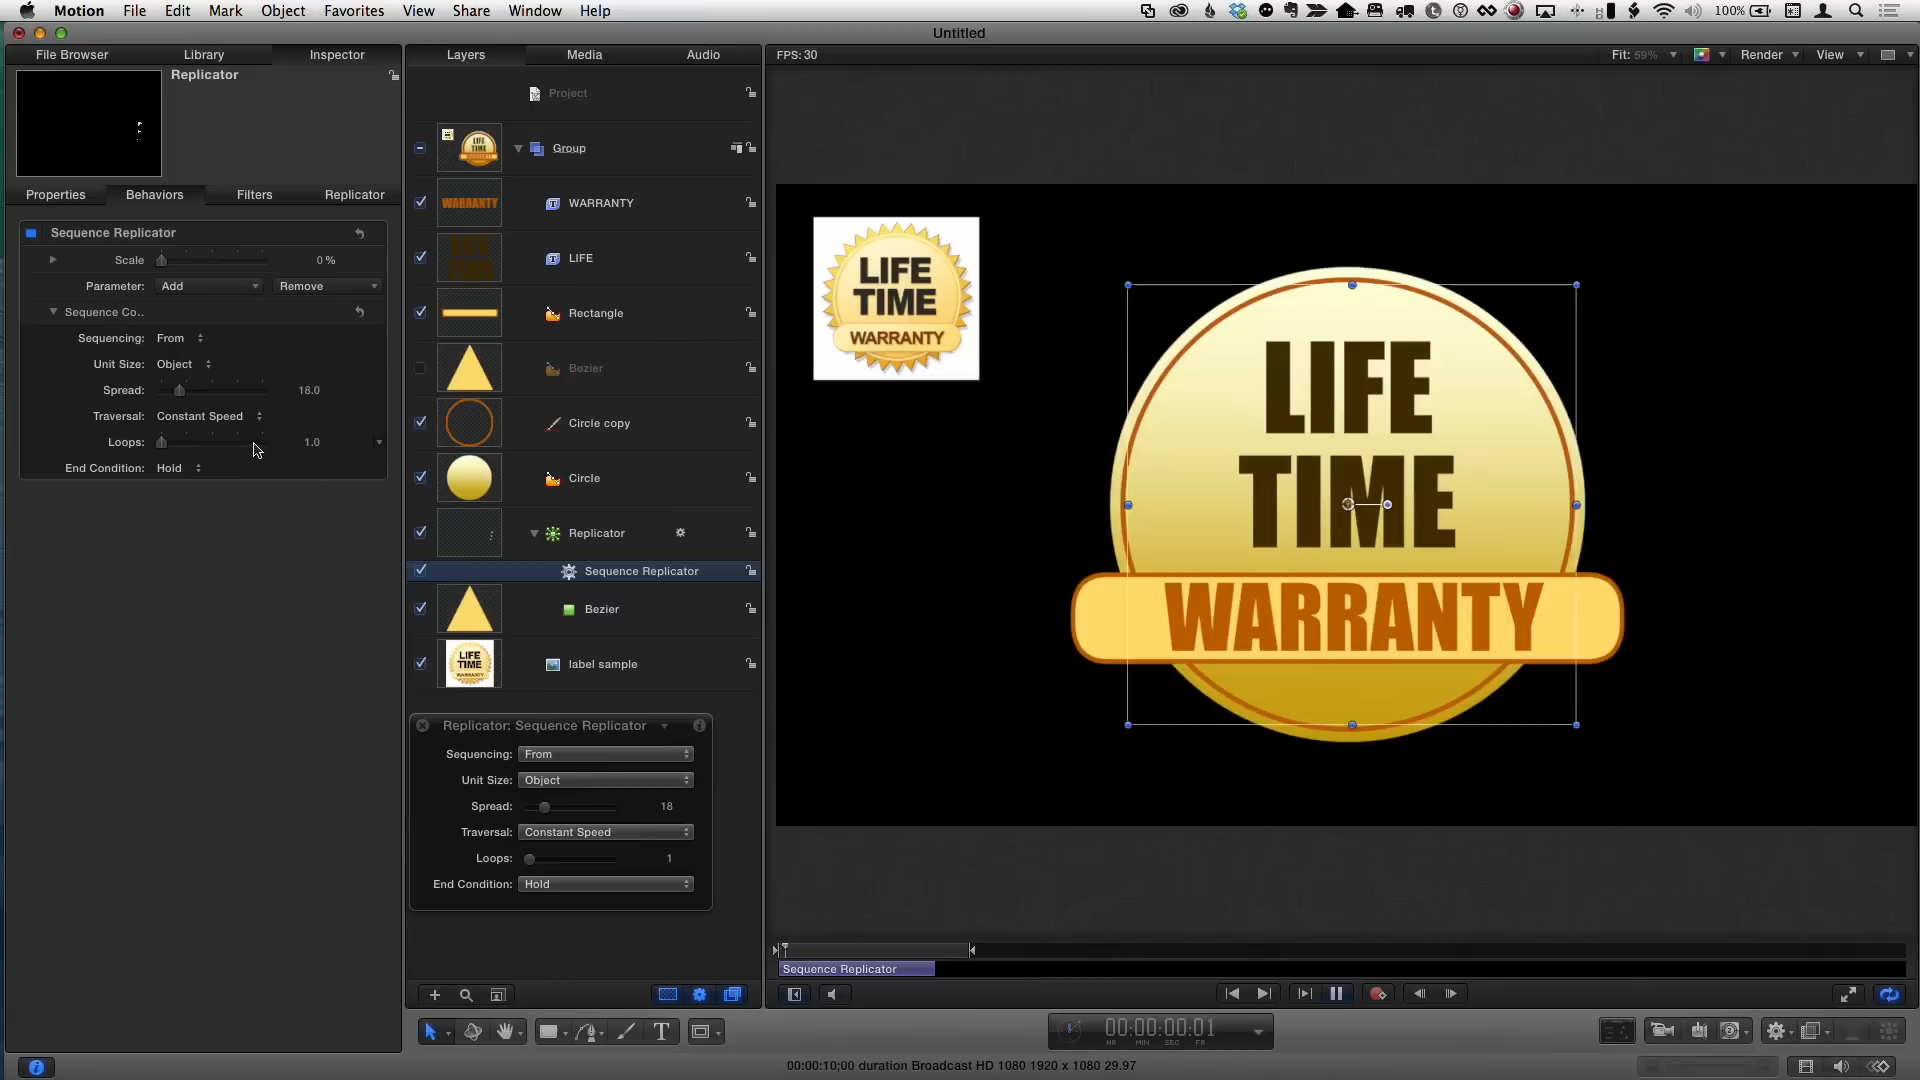 Motion File Edit Mark Object Favorites View Share Window Help 100%
Untitled
File Browser Library Inspector Layers Media Audio FPS: 30 Fit: 69% Render View
Replicator
Project
Group
Properties Behaviors Filters Replicator
WARRANTY
Sequence Replicator
Scale 0 %
LIFE
Parameter: Add Remove
Sequence Co..
Rectangle
Sequencing: From
Unit Size: Object
Bezier
Spread: 18.0
Traversal: Constant Speed
Circle copy
Loops: 1.0
End Condition: Hold
Circle
Replicator
Sequence Replicator
Bezier
label sample
LIFE
TIME
WARRANTY
LIFE
TIME
WARRANTY
Replicator: Sequence Replicator
Sequencing: From
Unit Size: Object
Spread: 18
Traversal: Constant Speed
Loops: 1
End Condition: Hold
Sequence Replicator
00:00:00:01
HR MIN SEC FR
00:00:10;00 duration Broadcast HD 1080 1920 x 1080 29.97